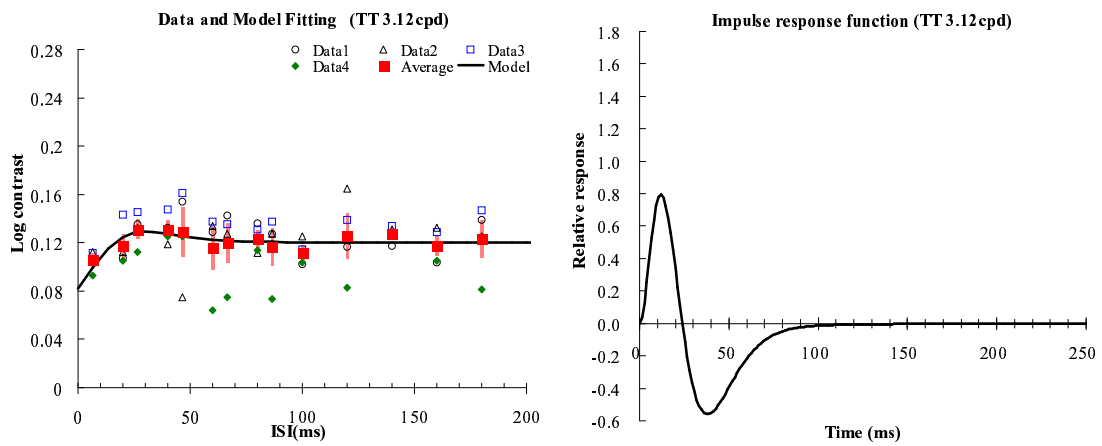 Data and Model Fitting (TT 3.12cpd)
0.28
0.24
0.2
0.16
0.12
0.08
0.04
0
Log contrast
Data1 Data2 Data3
Data4 Average Model
0 50 100 150 200
ISI(ms)
Impulse response function (TT 3.12cpd)
1.8
1.6
1.4
1.2
1.0
0.8
0.6
0.4
0.2
0.0
-0.2
-0.4
-0.6
Relative response
0 50 100 150 200 250
Time (ms)